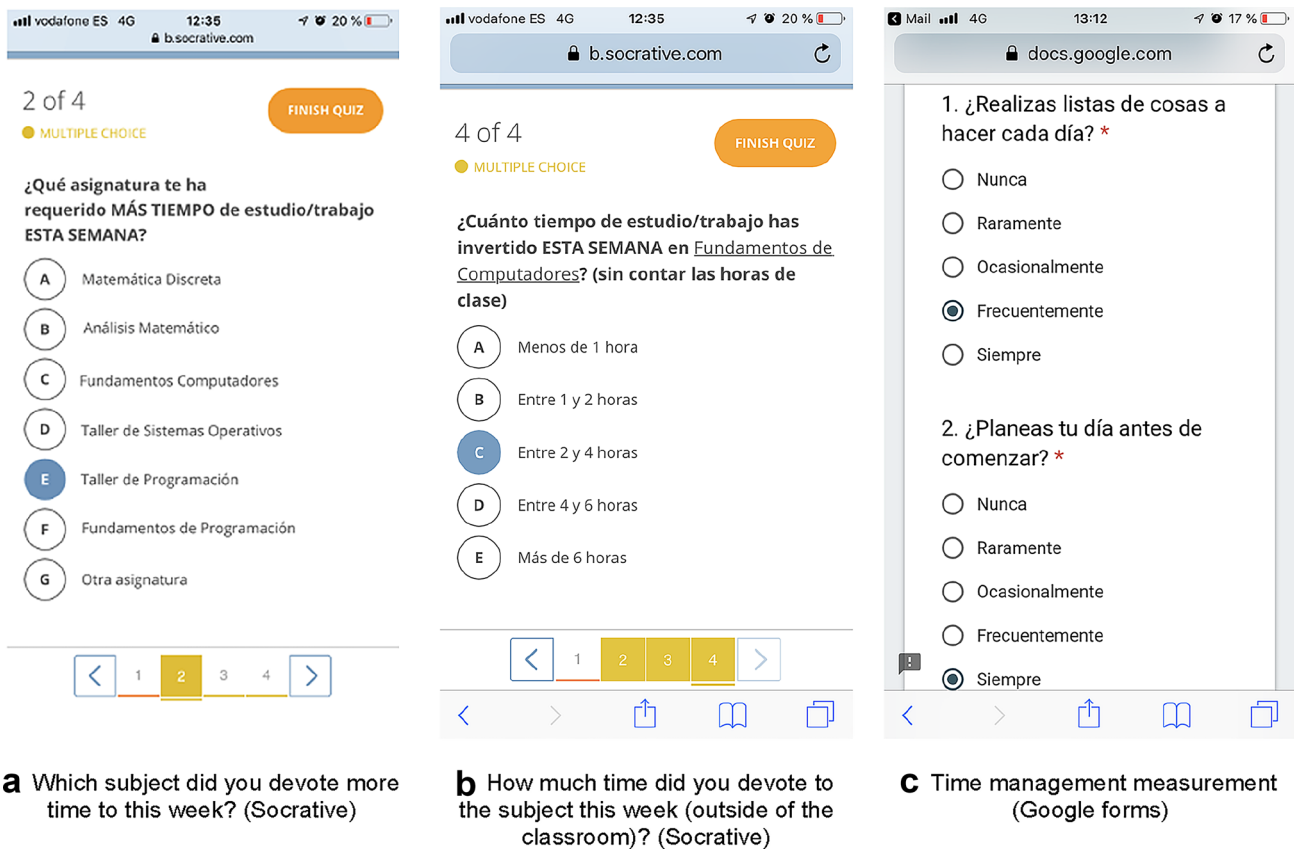 vodafone ES 4G 12:35 20 %
b.socrative.com
2 of 4
FINISH QUIZ
MULTIPLE CHOICE
¿Qué asignatura te ha
requerido MÁS TIEMPO de estudio/trabajo
ESTA SEMANA?
A Matemática Discreta
B Análisis Matemático
C Fundamentos Computadores
D Taller de Sistemas Operativos
E Taller de Programación
F Fundamentos de Programación
G Otra asignatura
1 2 3 4
a Which subject did you devote more
time to this week? (Socrative)
vodafone ES 4G 12:35 20 %
b.socrative.com
4 of 4
FINISH QUIZ
MULTIPLE CHOICE
¿Cuánto tiempo de estudio/trabajo has
invertido ESTA SEMANA en Fundamentos de
Computadores? (sin contar las horas de
clase)
A Menos de 1 hora
B Entre 1 y 2 horas
C Entre 2 y 4 horas
D Entre 4 y 6 horas
E Más de 6 horas
1 2 3 4
b How much time did you devote to
the subject this week (outside of the
classroom)? (Socrative)
Mail 4G 13:12 17 %
docs.google.com
1. ¿Realizas listas de cosas a
hacer cada día? *
Nunca
Raramente
Ocasionalmente
Frecuentemente
Siempre
2. ¿Planeas tu día antes de
comenzar? *
Nunca
Raramente
Ocasionalmente
Frecuentemente
Siempre
c Time management measurement
(Google forms)